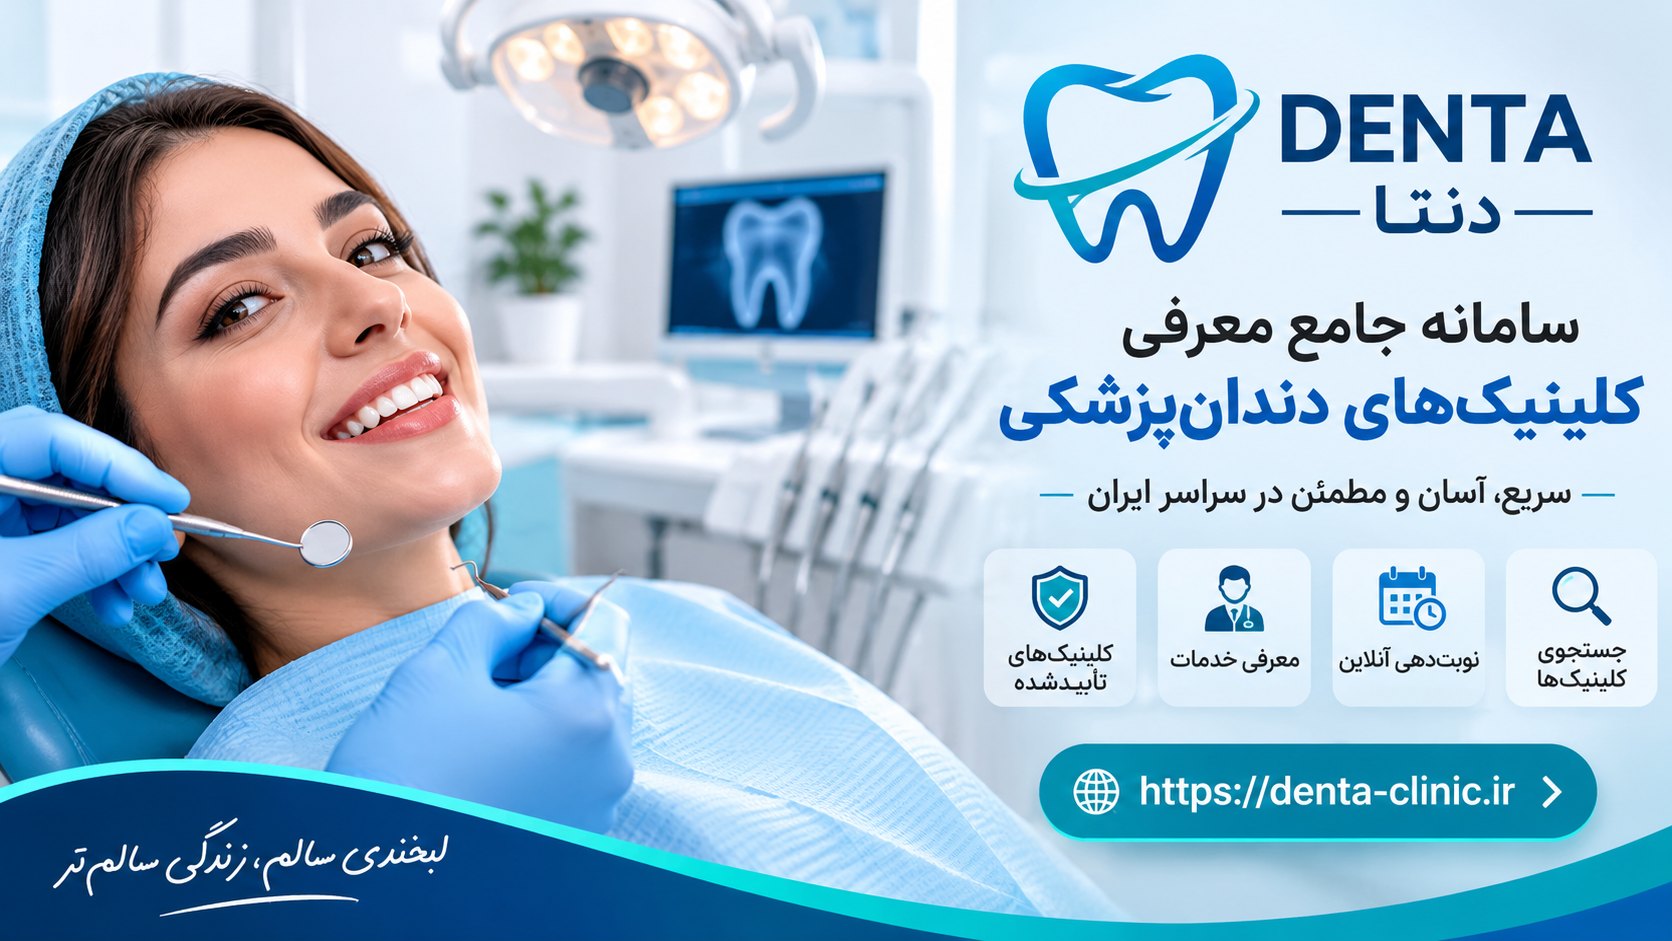 DENTA
دنتا
سامانه جامع معرفی
کلینیک‌های دندان‌پزشکی
سریع، آسان و مطمئن در سراسر ایران
جستجوی
کلینیک‌ها
نوبت‌دهی آنلاین
معرفی خدمات
کلینیک‌های
تأییدشده
https://denta-clinic.ir
لبخندی سالم، زندگی سالم‌تر